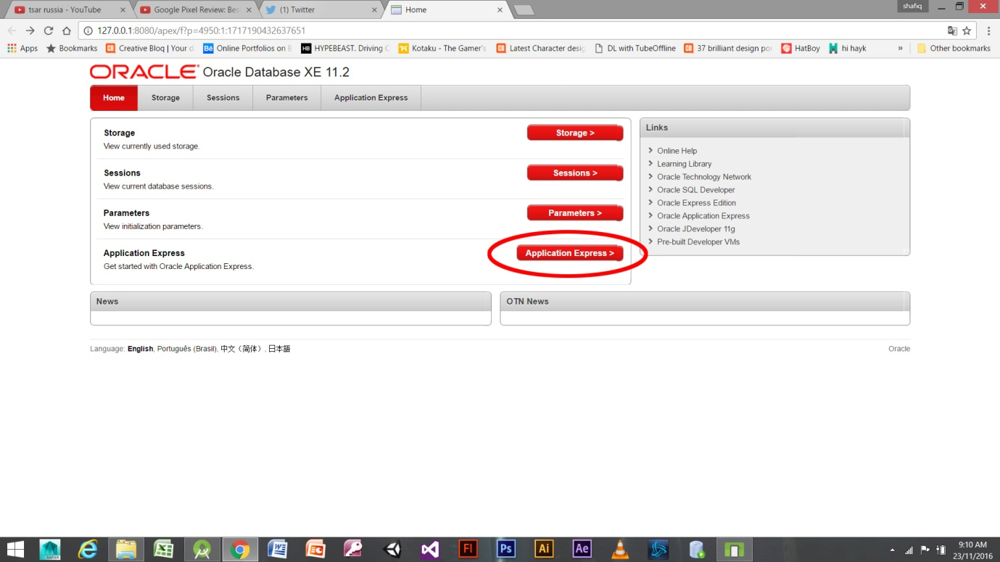 tsar russia - YouTube
Google Pixel Review: Bes
(1) Twitter
Home
shafiq
127.0.0.1:8080/apex/f?p=4950:1:1717190432637651
Apps
Bookmarks
Creative Bloq | Your d
Online Portfolios on B
HYPEBEAST. Driving C
Kotaku - The Gamer's
Latest Character desig
DL with TubeOffline
37 brilliant design por
HatBoy
hi hayk
»
Other bookmarks
ORACLE Oracle Database XE 11.2
Home
Storage
Sessions
Parameters
Application Express
Storage
View currently used storage.
Storage >
Sessions
View current database sessions.
Sessions >
Parameters
View initialization parameters.
Parameters >
Application Express
Get started with Oracle Application Express.
Application Express >
Links
Online Help
Learning Library
Oracle Technology Network
Oracle SQL Developer
Oracle Express Edition
Oracle Application Express
Oracle JDeveloper 11g
Pre-built Developer VMs
News
OTN News
Language: English, Português (Brasil), 中文（简体）, 日本語
Oracle
MAYA
Fl
Ps
Ai
Ae
9:10 AM
23/11/2016